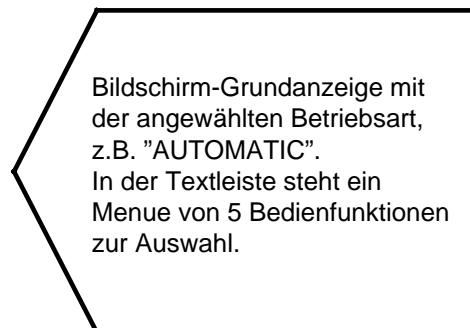 Bildschirm-Grundanzeige mit
der angewählten Betriebsart,
z.B. ”AUTOMATIC”.
In der Textleiste steht ein
Menue von 5 Bedienfunktionen
zur Auswahl.